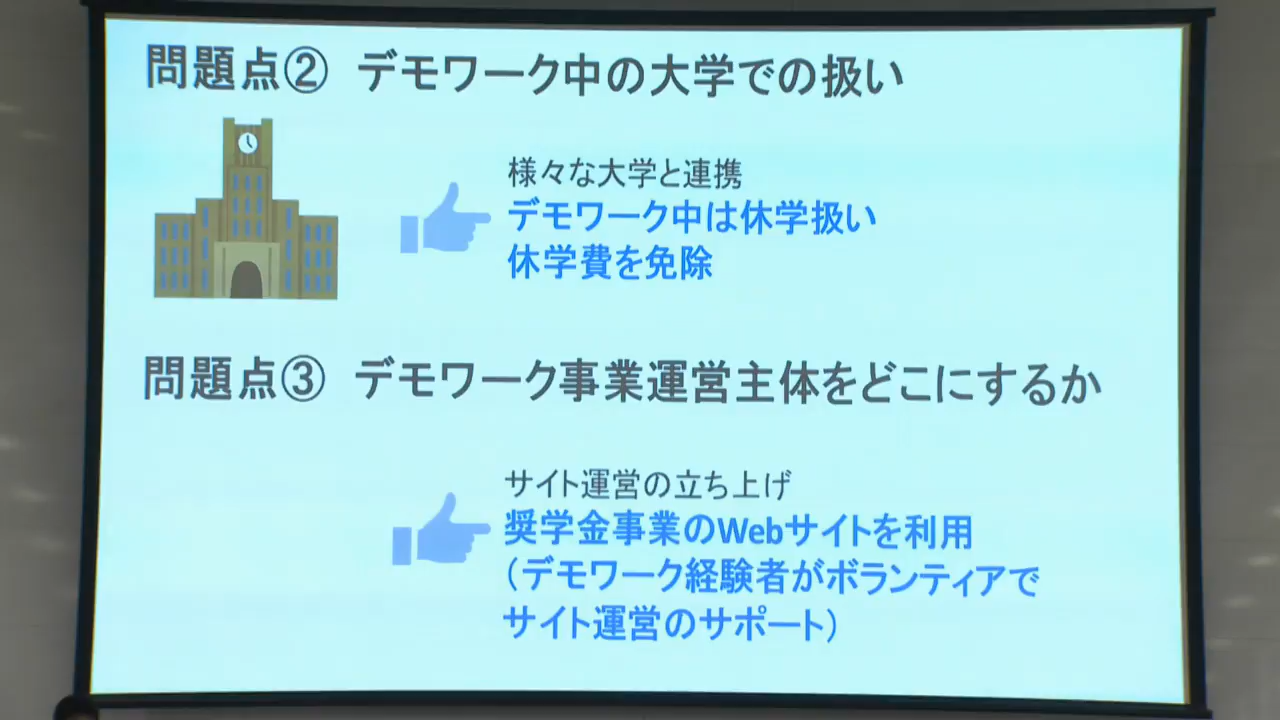 問題点② デモワーク中の大学での扱い
様々な大学と連携
デモワーク中は休学扱い
休学費を免除
問題点③ デモワーク事業運営主体をどこにするか
サイト運営の立ち上げ
奨学金事業のWebサイトを利用
（デモワーク経験者がボランティアで
サイト運営のサポート）